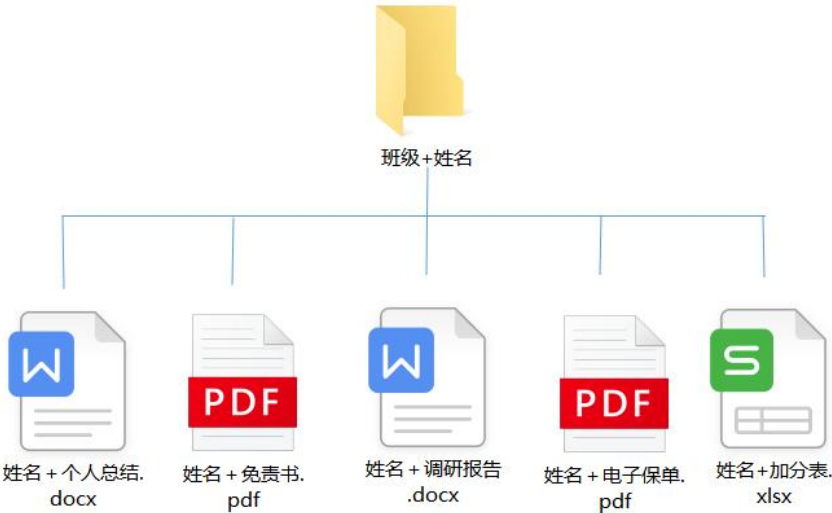 班级+姓名
W
PDF
W
PDF
S
姓名+个人总结.
docx
姓名+免责书.
pdf
姓名+调研报告
.docx
姓名+电子保单.
pdf
姓名+加分表.
xlsx